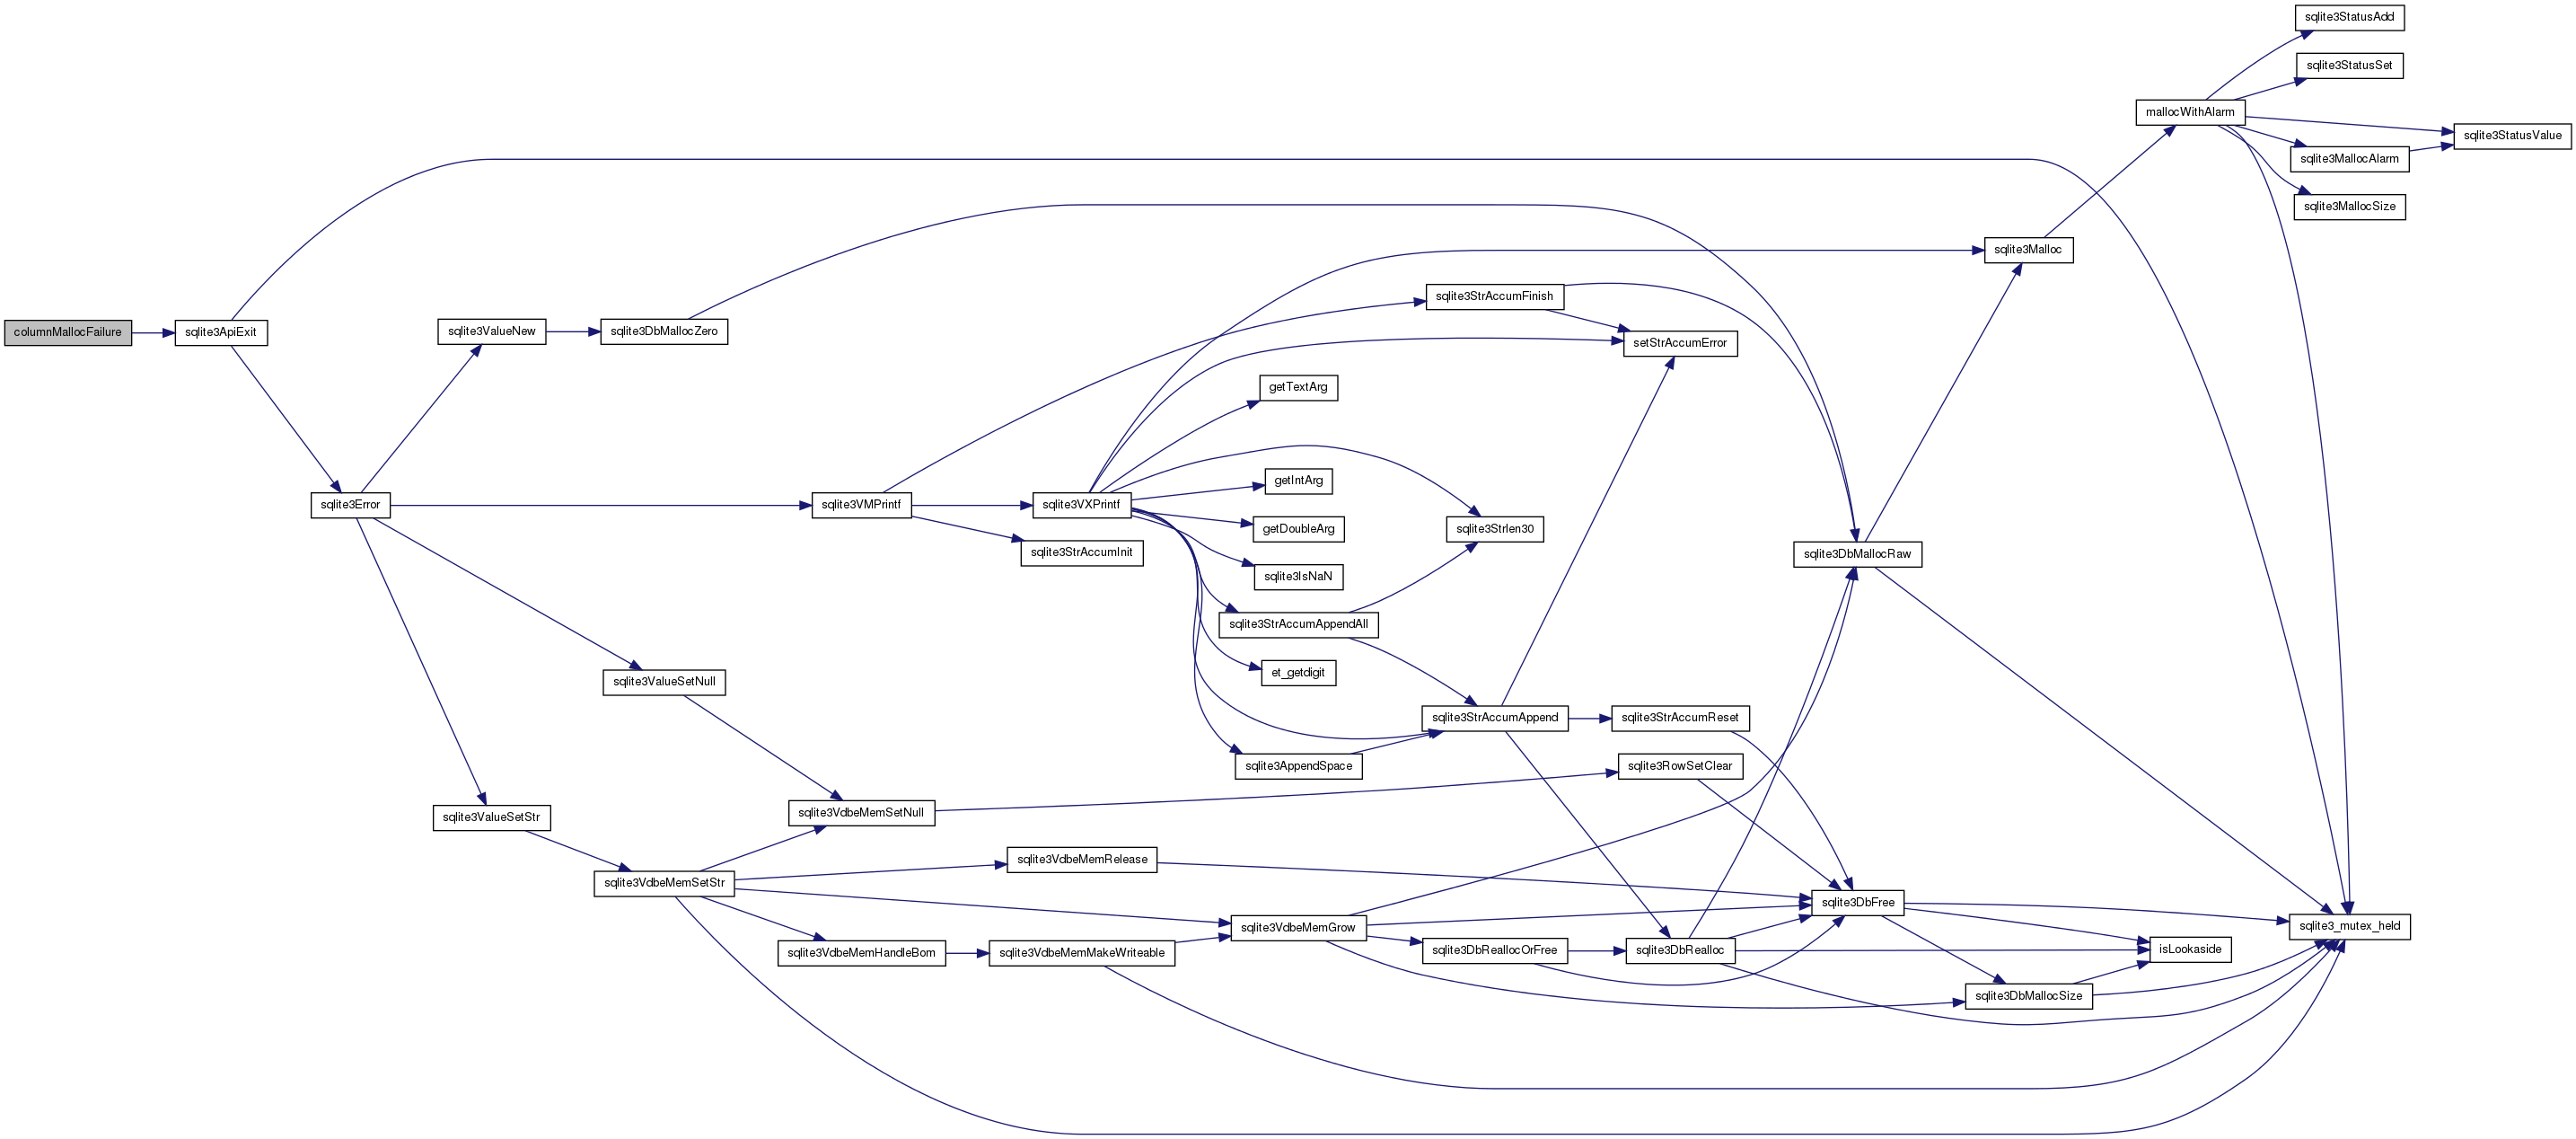 sqlite3StatusAdd
sqlite3StatusSet
mallocWithAlarm
sqlite3StatusValue
sqlite3MallocAlarm
sqlite3MallocSize
sqlite3Malloc
sqlite3StrAccumFinish
columnMallocFailure
sqlite3ApiExit
sqlite3ValueNew
sqlite3DbMallocZero
setStrAccumError
getTextArg
getIntArg
sqlite3Error
sqlite3VMPrintf
sqlite3VXPrintf
getDoubleArg
sqlite3Strlen30
sqlite3StrAccumInit
sqlite3DbMallocRaw
sqlite3IsNaN
sqlite3StrAccumAppendAll
et_getdigit
sqlite3ValueSetNull
sqlite3StrAccumAppend
sqlite3StrAccumReset
sqlite3AppendSpace
sqlite3RowSetClear
sqlite3VdbeMemSetNull
sqlite3ValueSetStr
sqlite3VdbeMemRelease
sqlite3VdbeMemSetStr
sqlite3DbFree
sqlite3VdbeMemGrow
sqlite3_mutex_held
sqlite3VdbeMemHandleBom
sqlite3VdbeMemMakeWriteable
sqlite3DbReallocOrFree
sqlite3DbRealloc
isLookaside
sqlite3DbMallocSize